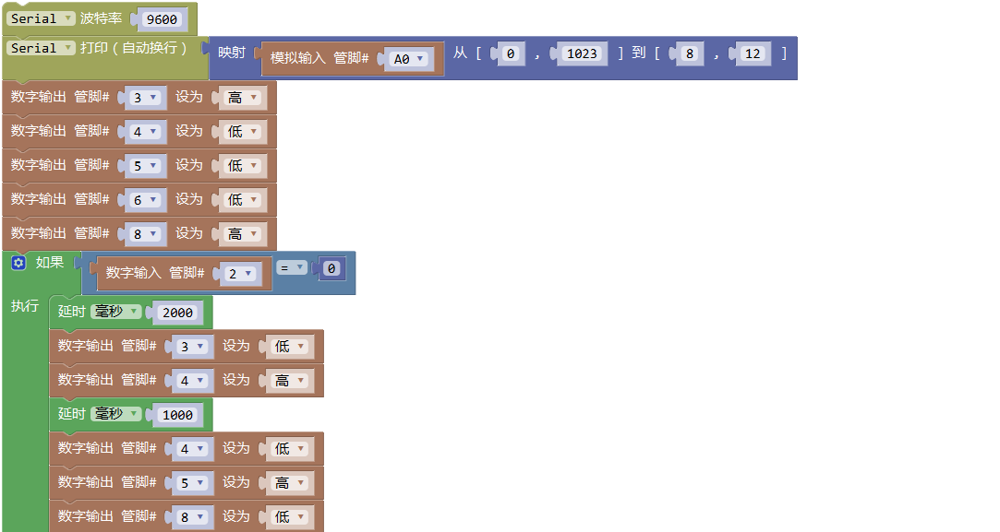 Serial 波特率 9600
Serial 打印（自动换行） 映射 模拟输入 管脚# A0 从 [ 0 , 1023 ] 到 [ 8 , 12 ]
数字输出 管脚# 3 设为 高
数字输出 管脚# 4 设为 低
数字输出 管脚# 5 设为 低
数字输出 管脚# 6 设为 低
数字输出 管脚# 8 设为 高
如果 数字输入 管脚# 2 = 0
执行 延时 毫秒 2000
数字输出 管脚# 3 设为 低
数字输出 管脚# 4 设为 高
延时 毫秒 1000
数字输出 管脚# 4 设为 低
数字输出 管脚# 5 设为 高
数字输出 管脚# 8 设为 低